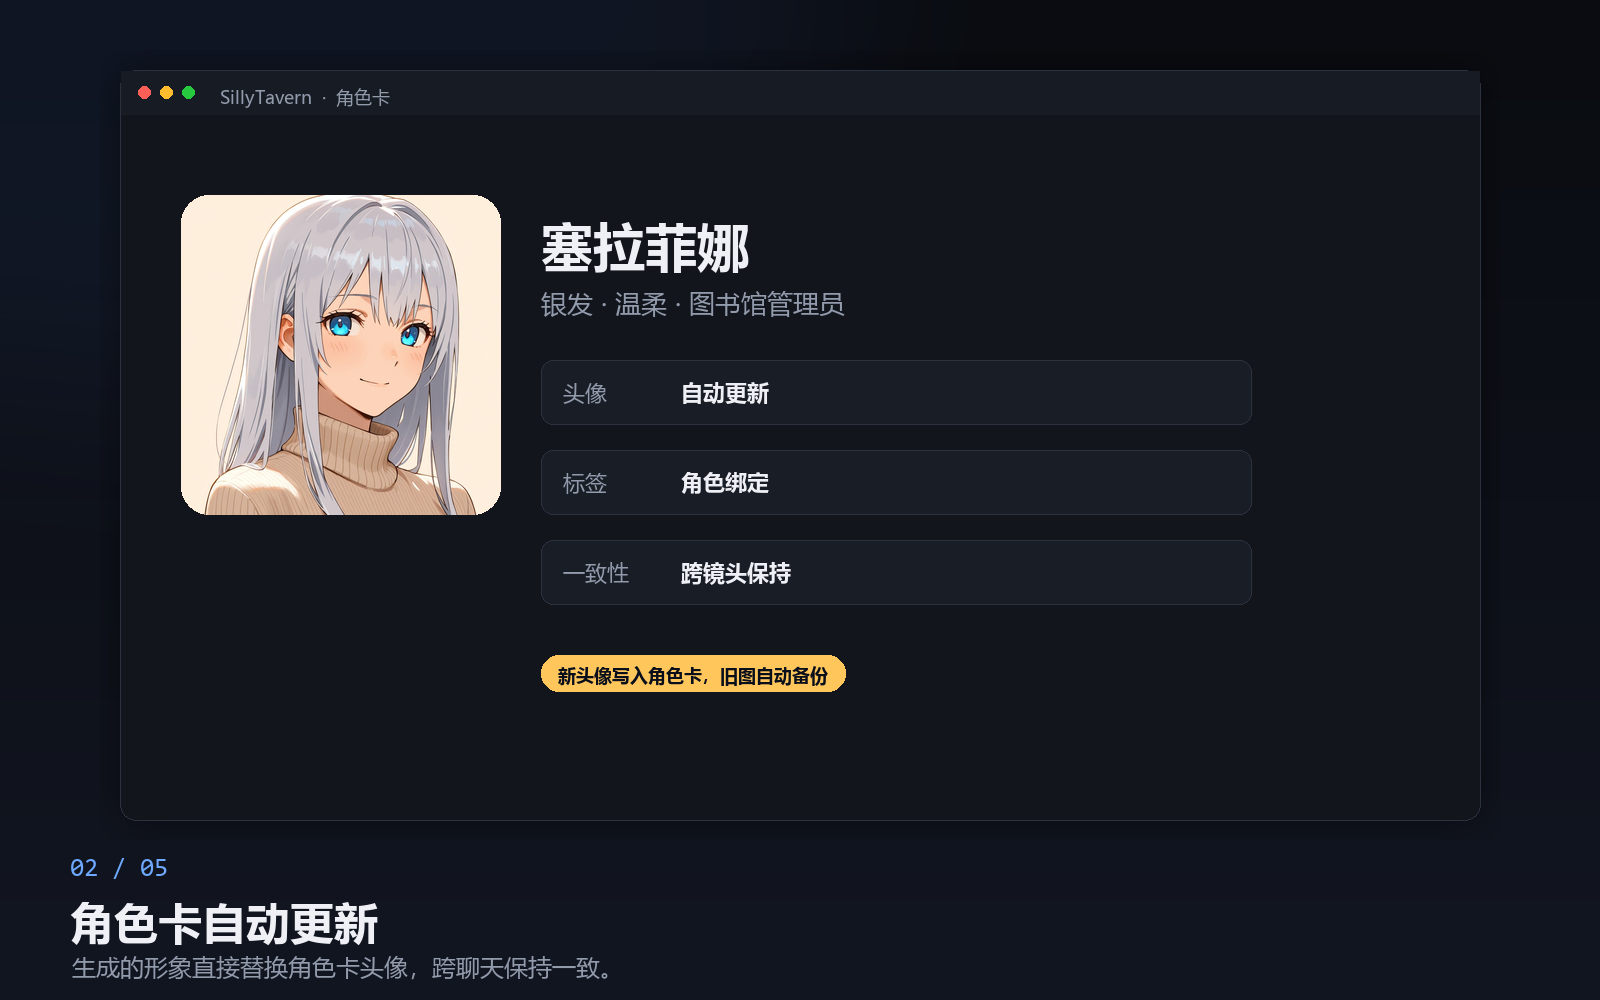 SillyTavern · 角色卡
塞拉菲娜
银发 · 温柔 · 图书馆管理员
头像 自动更新
标签 角色绑定
一致性 跨镜头保持
新头像写入角色卡，旧图自动备份
02 / 05
角色卡自动更新
生成的形象直接替换角色卡头像，跨聊天保持一致。